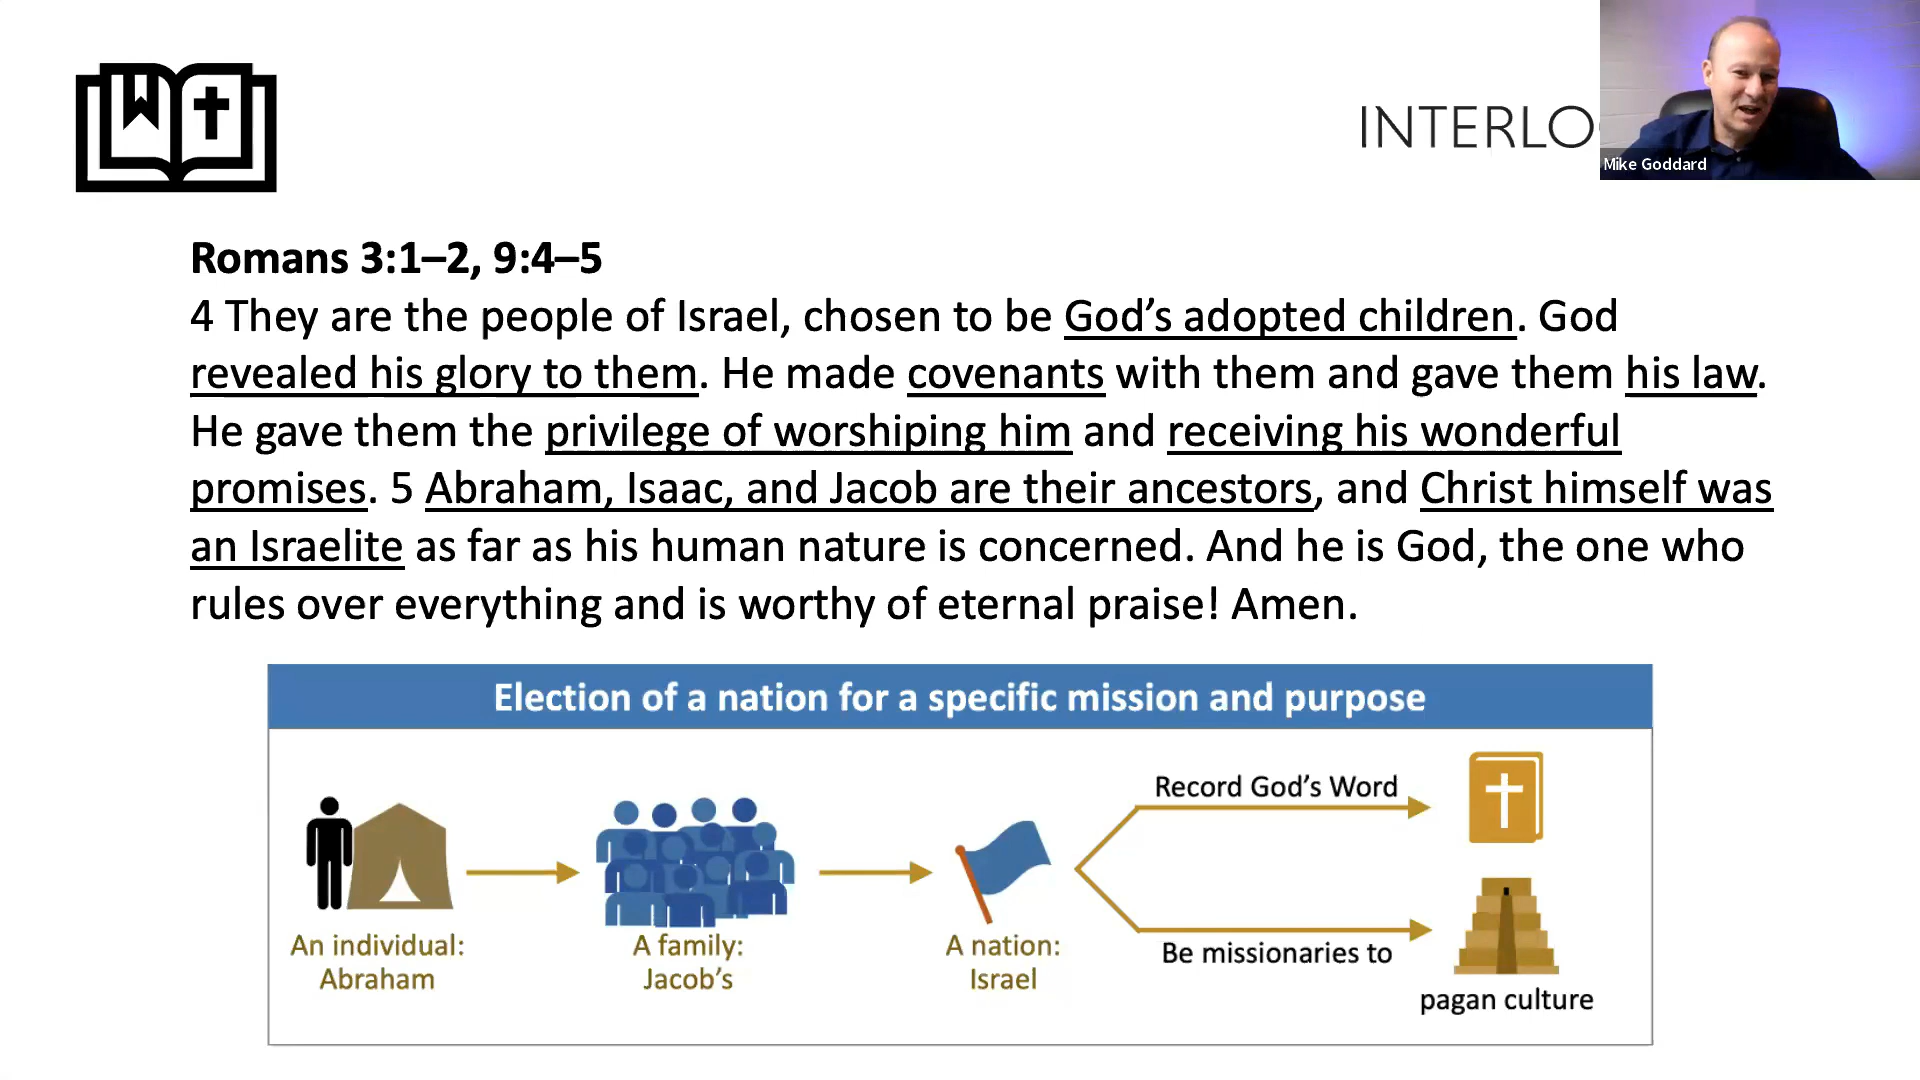 INTERLO
Mike Goddard
Romans 3:1–2, 9:4–5
4 They are the people of Israel, chosen to be God’s adopted children. God
revealed his glory to them. He made covenants with them and gave them his law.
He gave them the privilege of worshiping him and receiving his wonderful
promises. 5 Abraham, Isaac, and Jacob are their ancestors, and Christ himself was
an Israelite as far as his human nature is concerned. And he is God, the one who
rules over everything and is worthy of eternal praise! Amen.
Election of a nation for a specific mission and purpose
An individual:
Abraham
A family:
Jacob’s
A nation:
Israel
Record God’s Word
Be missionaries to
pagan culture